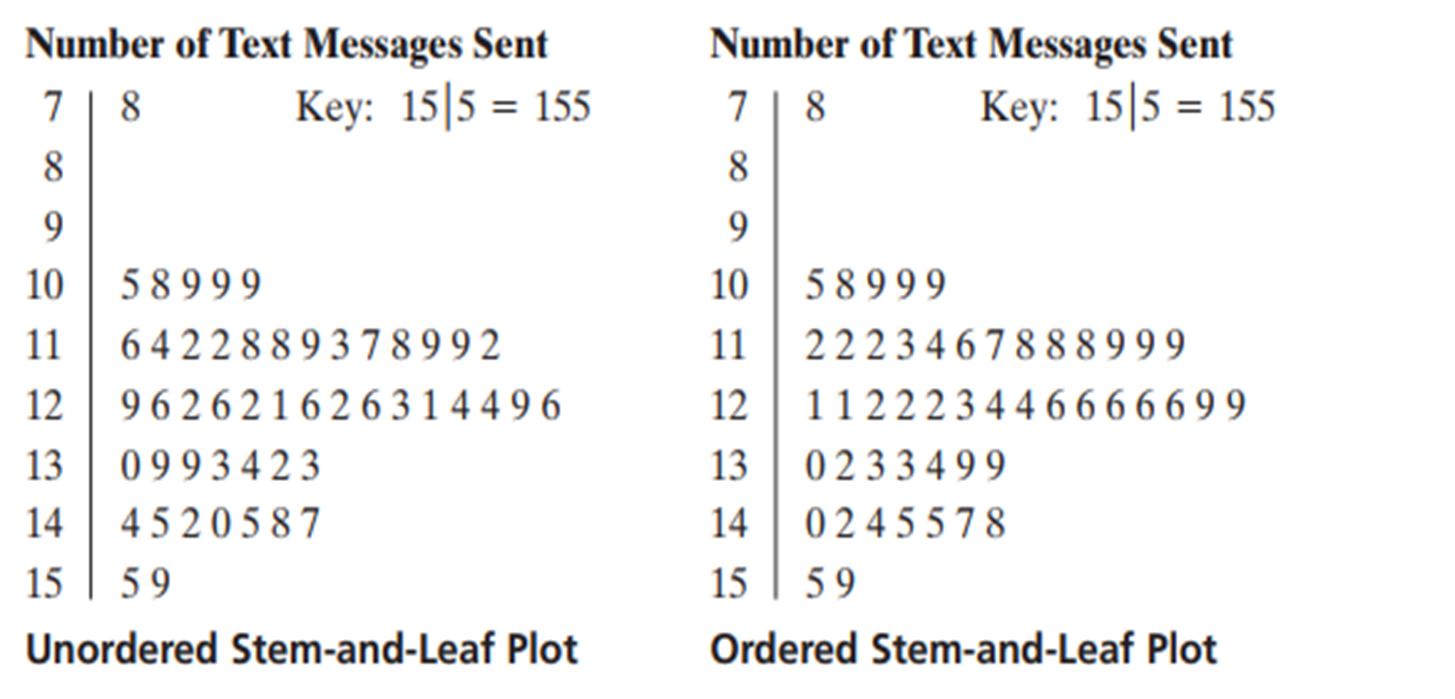 Number of Text Messages Sent
7 | 8 Key: 15|5 = 155
8 |
9 |
10 | 5 8 9 9 9
11 | 6 4 2 2 8 8 9 3 7 8 9 9 2
12 | 9 6 2 6 2 1 6 2 6 3 1 4 4 9 6
13 | 0 9 9 3 4 2 3
14 | 4 5 2 0 5 8 7
15 | 5 9
Unordered Stem-and-Leaf Plot
Number of Text Messages Sent
7 | 8 Key: 15|5 = 155
8 |
9 |
10 | 5 8 9 9 9
11 | 2 2 2 3 4 6 7 8 8 8 9 9 9
12 | 1 1 2 2 2 3 4 4 6 6 6 6 6 9 9
13 | 0 2 3 3 4 9 9
14 | 0 2 4 5 5 7 8
15 | 5 9
Ordered Stem-and-Leaf Plot